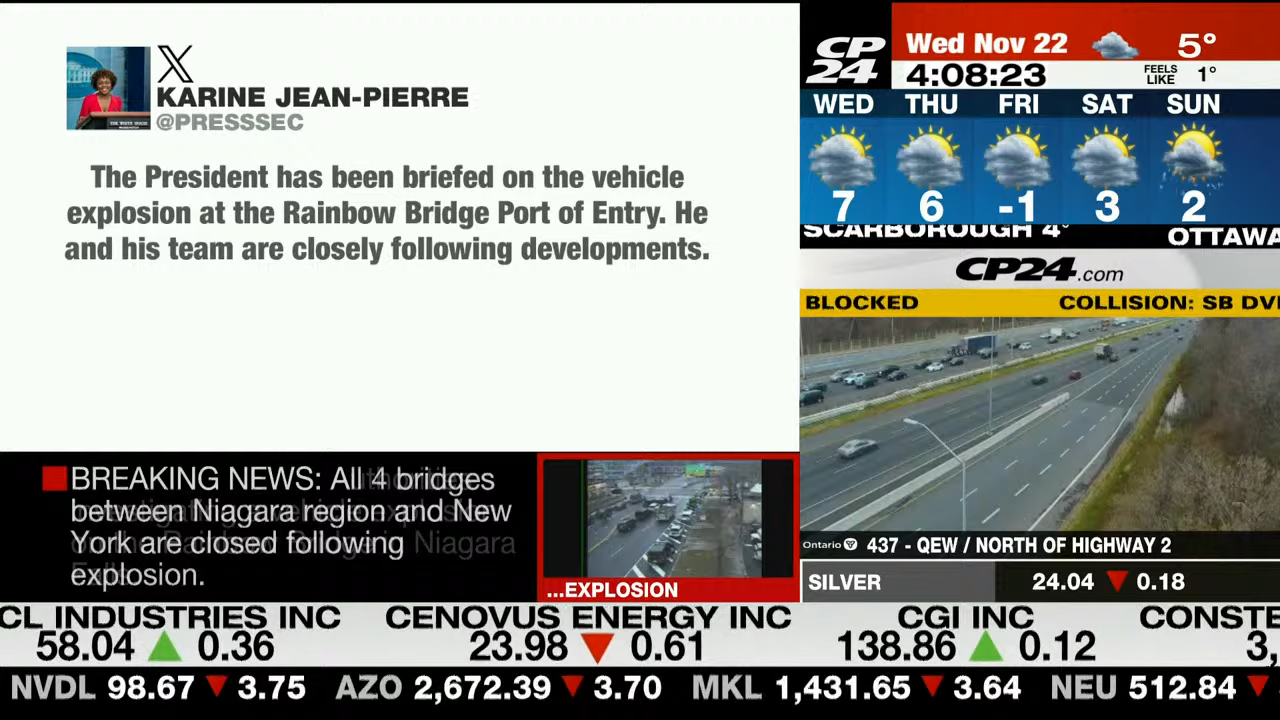 X
KARINE JEAN-PIERRE
@PRESSSEC
The President has been briefed on the vehicle
explosion at the Rainbow Bridge Port of Entry. He
and his team are closely following developments.
CP
24
Wed Nov 22
5°
4:08:23
FEELS
LIKE 1°
WED THU FRI SAT SUN
7 6 -1 3 2
SCARBOROUGH 4°
OTTAWA
CP24.com
BLOCKED
COLLISION: SB DV
Ontario 437 - QEW / NORTH OF HIGHWAY 2
SILVER 24.04 0.18
BREAKING NEWS: All 4 bridges
between Niagara region and New
York are closed following
explosion.
...EXPLOSION
CL INDUSTRIES INC CENOVUS ENERGY INC CGI INC CONSTE
58.04 0.36 23.98 0.61 138.86 0.12 3,
NVDL 98.67 3.75 AZO 2,672.39 3.70 MKL 1,431.65 3.64 NEU 512.84